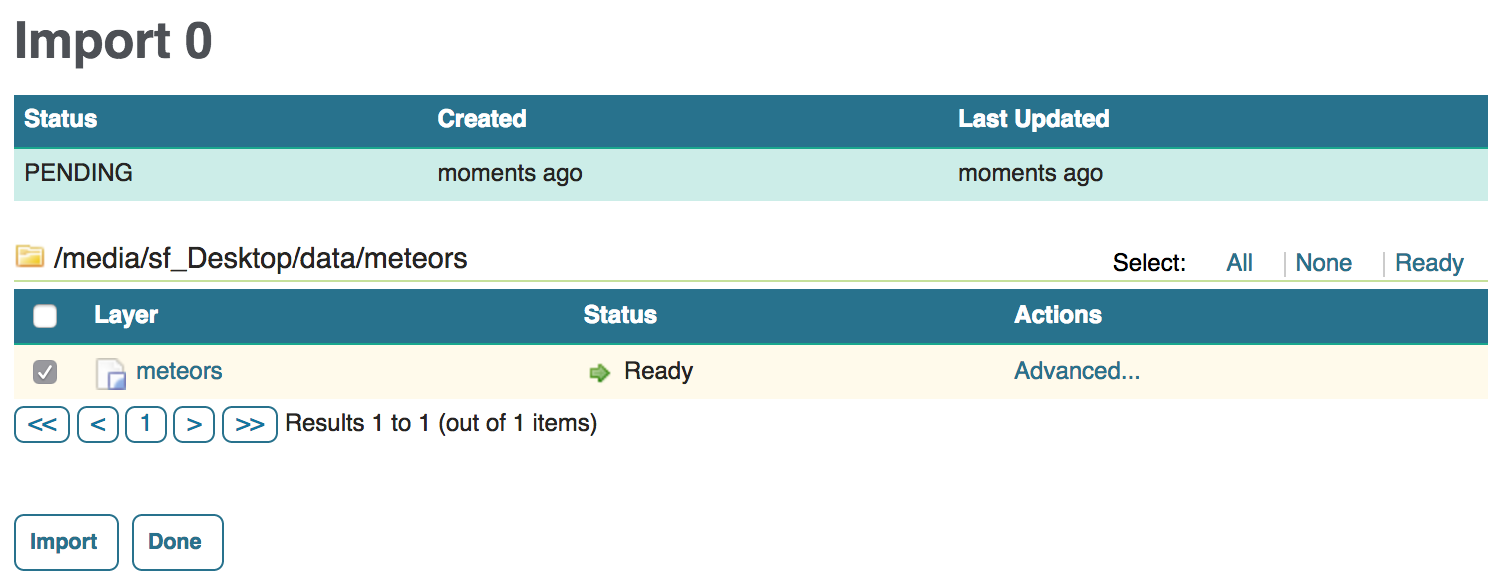 Import 0
Status Created Last Updated
PENDING moments ago moments ago
/media/sf_Desktop/data/meteors Select: All None Ready
Layer Status Actions
meteors Ready Advanced...
<< < 1 > >> Results 1 to 1 (out of 1 items)
Import Done